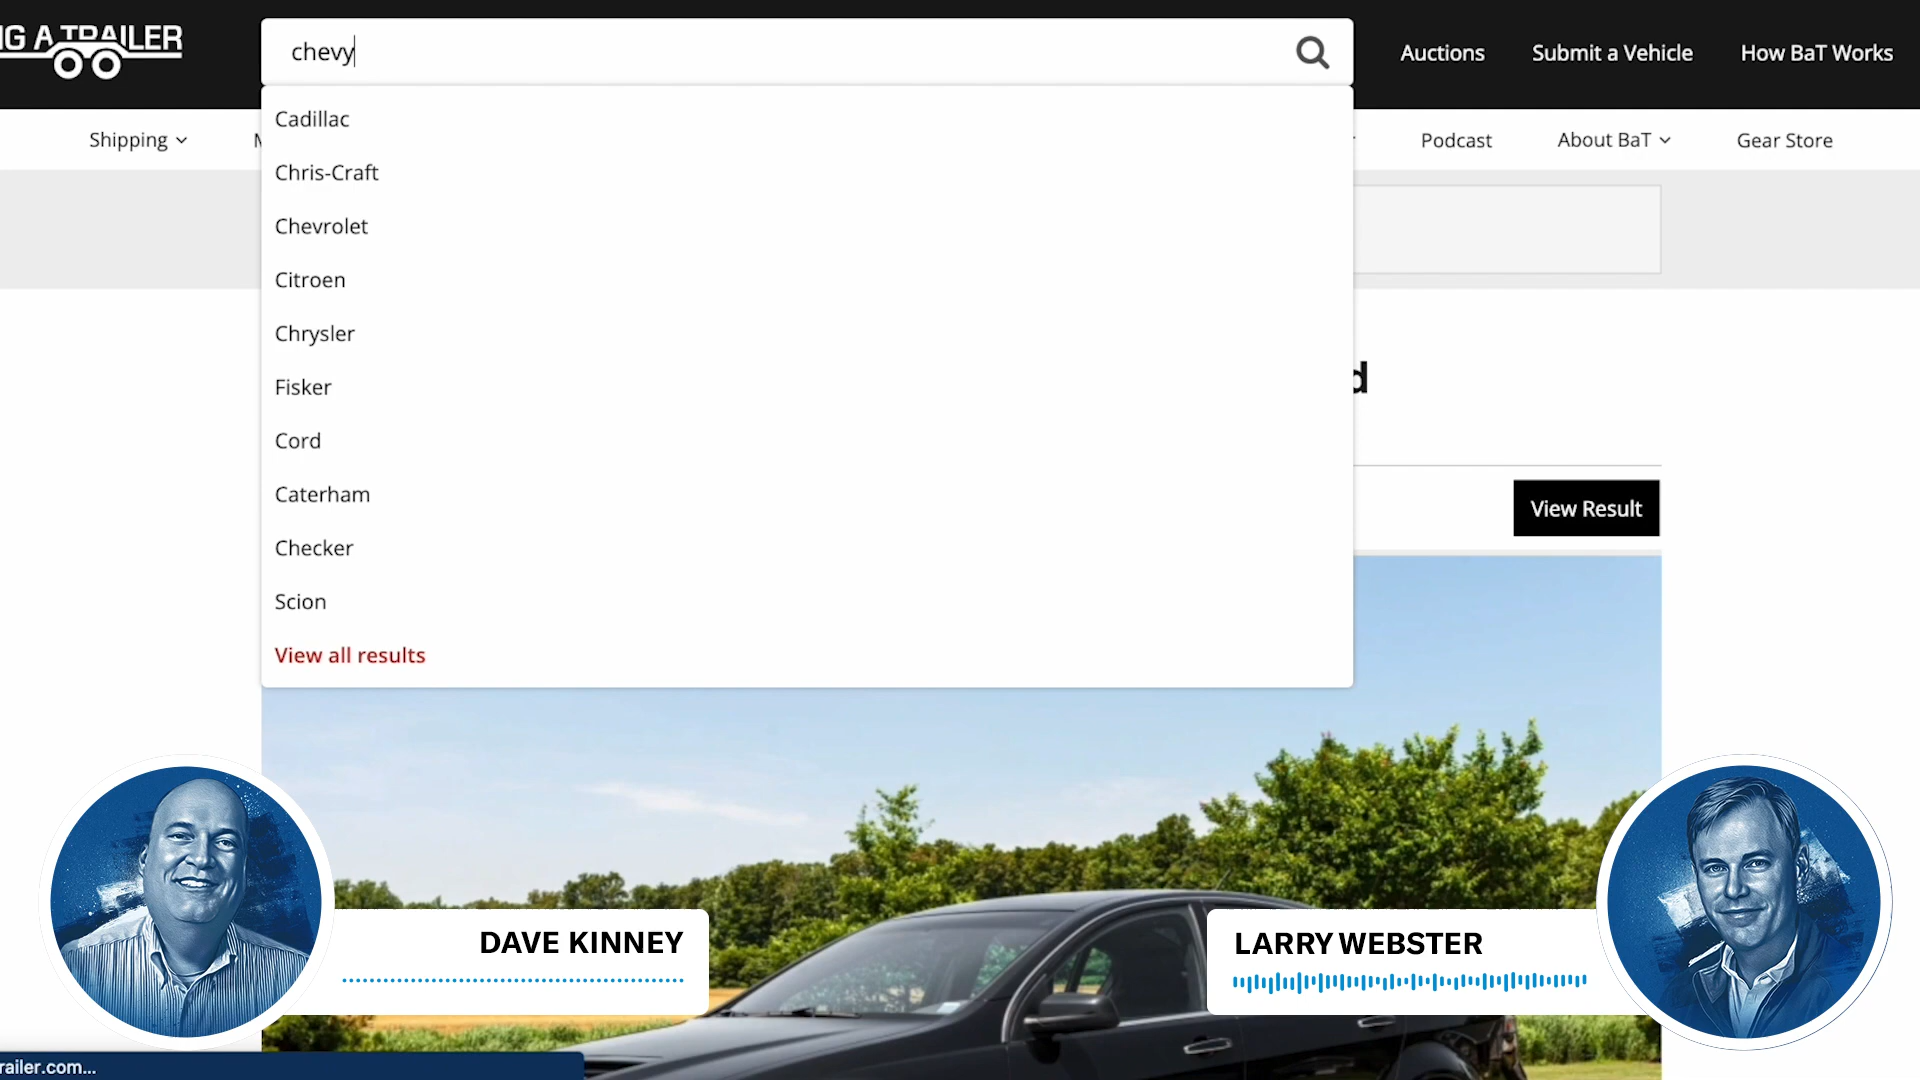 G A TRAILER
chevy
Auctions
Submit a Vehicle
How BaT Works
Shipping
Podcast
About BaT
Gear Store
Cadillac
Chris-Craft
Chevrolet
Citroen
Chrysler
Fisker
Cord
Caterham
Checker
Scion
View all results
d
View Result
DAVE KINNEY
LARRY WEBSTER
railer.com...